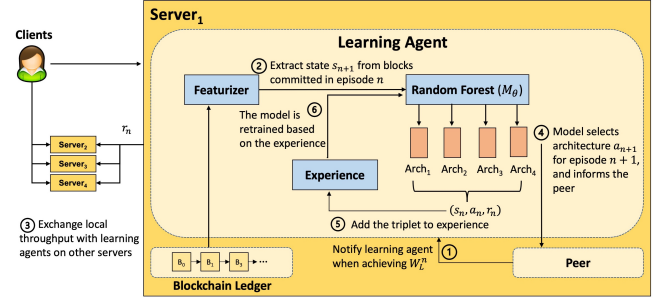 Server₁
Clients
Learning Agent
② Extract state sₙ₊₁ from blocks
committed in episode n
Featurizer
Random Forest (M_θ)
⑥
The model is
retrained based
on the experience
rₙ
Server₂
Server₃
Server₄
④ Model selects
architecture aₙ₊₁
for episode n + 1,
and informs the
peer
Experience
Arch₁ Arch₂ Arch₃ Arch₄
(sₙ, aₙ, rₙ)
⑤ Add the triplet to experience
③ Exchange local
throughput with learning
agents on other servers
Notify learning agent ①
when achieving W_Lⁿ
B₀ B₁ B₃ ···
Blockchain Ledger
Peer